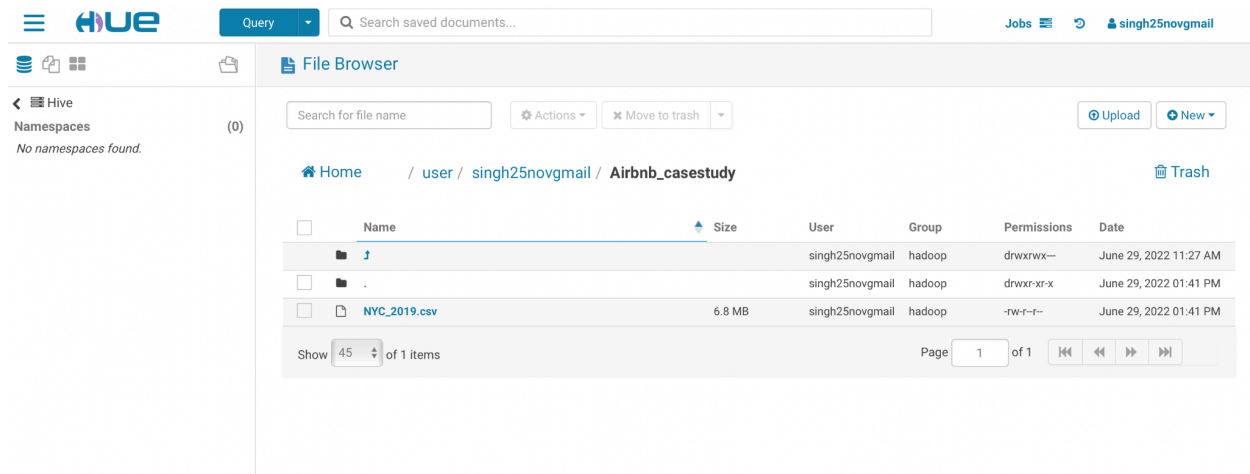 HUE Query Search saved documents... Jobs singh25novgmail
File Browser
Hive
Namespaces (0)
No namespaces found.
Search for file name Actions Move to trash Upload New
Home / user / singh25novgmail / Airbnb_casestudy Trash
Name Size User Group Permissions Date
singh25novgmail hadoop drwxrwx--- June 29, 2022 11:27 AM
. singh25novgmail hadoop drwxr-xr-x June 29, 2022 01:41 PM
NYC_2019.csv 6.8 MB singh25novgmail hadoop -rw-r--r-- June 29, 2022 01:41 PM
Show 45 of 1 items Page 1 of 1